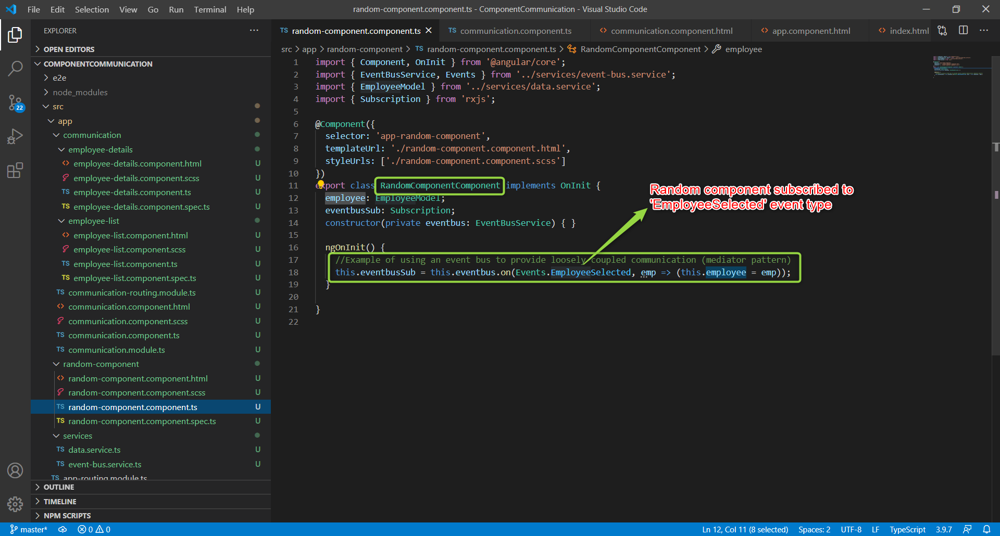 File Edit Selection View Go Run Terminal Help
random-component.component.ts - ComponentCommunication - Visual Studio Code
EXPLORER
OPEN EDITORS
COMPONENTCOMMUNICATION
e2e
node_modules
src
app
communication
employee-details
employee-details.component.html U
employee-details.component.scss U
TS employee-details.component.ts U
TS employee-details.component.spec.ts U
employee-list
employee-list.component.html U
employee-list.component.scss U
TS employee-list.component.ts U
TS employee-list.component.spec.ts U
TS communication-routing.module.ts U
communication.component.html U
communication.component.scss U
TS communication.component.ts U
TS communication.module.ts U
random-component
random-component.component.html U
random-component.component.scss U
TS random-component.component.ts U
TS random-component.component.spec.ts U
services
TS data.service.ts U
TS event-bus.service.ts U
TS app-routing.module.ts
OUTLINE
TIMELINE
NPM SCRIPTS
22
TS random-component.component.ts TS communication.component.ts communication.component.html app.component.html index.html
src > app > random-component > TS random-component.component.ts > RandomComponentComponent > employee
1 import { Component, OnInit } from '@angular/core';
2 import { EventBusService, Events } from '../services/event-bus.service';
3 import { EmployeeModel } from '../services/data.service';
4 import { Subscription } from 'rxjs';
5
6 @Component({
7 selector: 'app-random-component',
8 templateUrl: './random-component.component.html',
9 styleUrls: ['./random-component.component.scss']
10 })
11 export class RandomComponentComponent implements OnInit {
12 employee: EmployeeModel;
13 eventbusSub: Subscription;
14 constructor(private eventbus: EventBusService) { }
15
16 ngOnInit() {
17 //Example of using an event bus to provide loosely coupled communication (mediator pattern)
18 this.eventbusSub = this.eventbus.on(Events.EmployeeSelected, emp => (this.employee = emp));
19 }
20
21 }
22
Random component subscribed to
'EmployeeSelected' event type
master* 0 0 Ln 12, Col 11 (8 selected) Spaces: 2 UTF-8 LF TypeScript 3.9.7